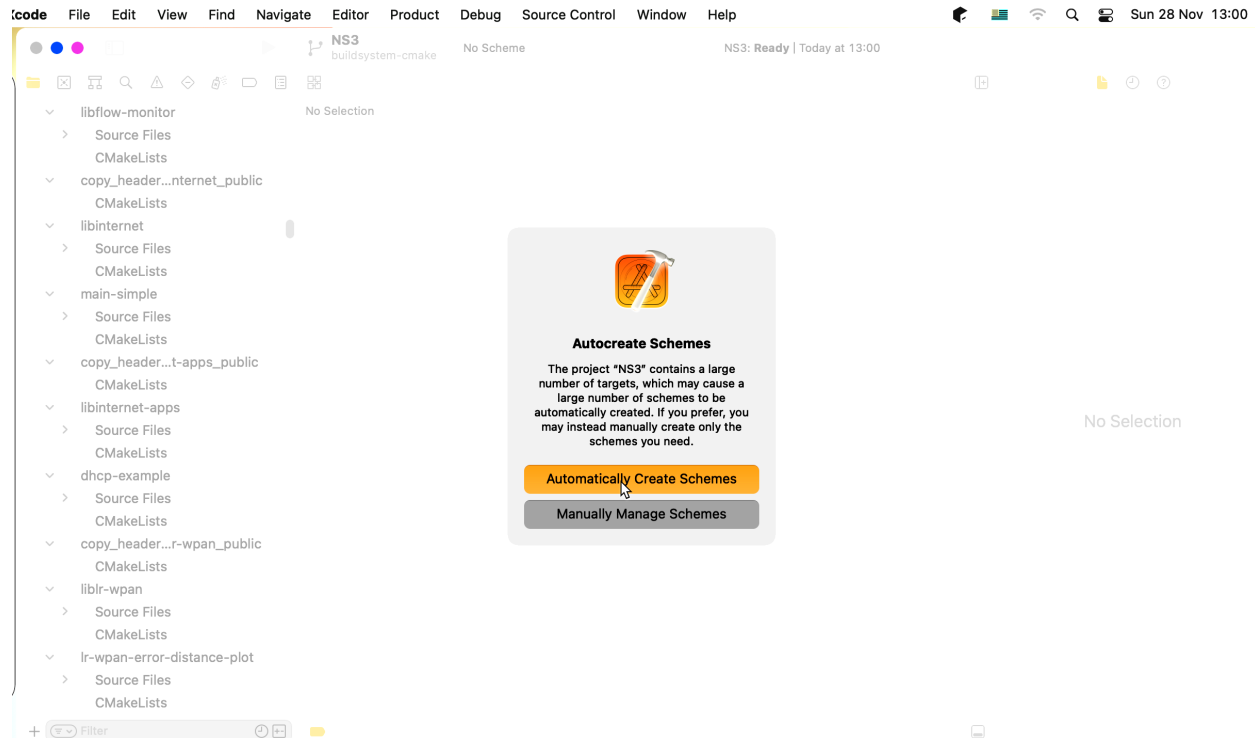 Xcode File Edit View Find Navigate Editor Product Debug Source Control Window Help Sun 28 Nov 13:00
NS3
buildsystem-cmake
No Scheme
NS3: Ready | Today at 13:00
No Selection
libflow-monitor
Source Files
CMakeLists
copy_header...nternet_public
CMakeLists
libinternet
Source Files
CMakeLists
main-simple
Source Files
CMakeLists
copy_header...t-apps_public
CMakeLists
libinternet-apps
Source Files
CMakeLists
dhcp-example
Source Files
CMakeLists
copy_header...r-wpan_public
CMakeLists
liblr-wpan
Source Files
CMakeLists
lr-wpan-error-distance-plot
Source Files
CMakeLists
Filter
Autocreate Schemes
The project “NS3” contains a large
number of targets, which may cause a
large number of schemes to be
automatically created. If you prefer, you
may instead manually create only the
schemes you need.
Automatically Create Schemes
Manually Manage Schemes
No Selection